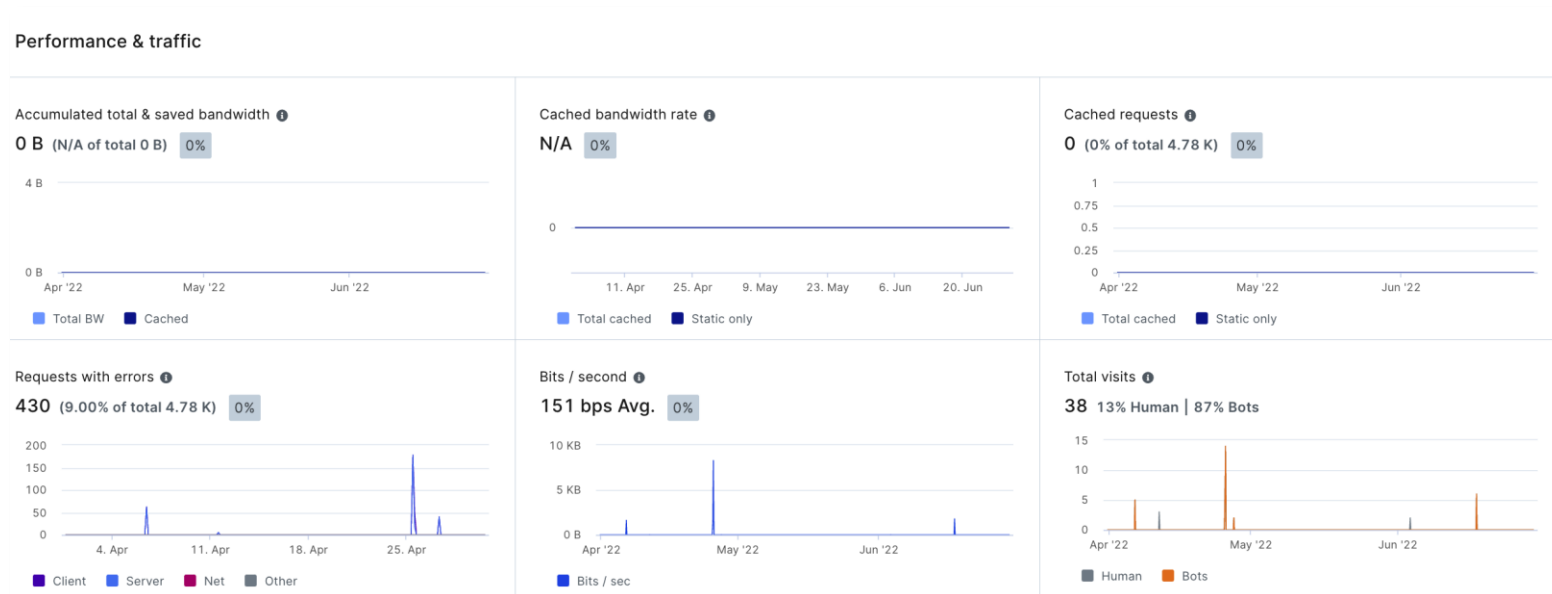 Performance & traffic
Accumulated total & saved bandwidth
0 B (N/A of total 0 B) 0%
4 B
0 B
Apr '22 May '22 Jun '22
Total BW Cached
Cached bandwidth rate
N/A 0%
0
11. Apr 25. Apr 9. May 23. May 6. Jun 20. Jun
Total cached Static only
Cached requests
0 (0% of total 4.78 K) 0%
1
0.75
0.5
0.25
0
Apr '22 May '22 Jun '22
Total cached Static only
Requests with errors
430 (9.00% of total 4.78 K) 0%
200
150
100
50
0
4. Apr 11. Apr 18. Apr 25. Apr
Client Server Net Other
Bits / second
151 bps Avg. 0%
10 KB
5 KB
0 B
Apr '22 May '22 Jun '22
Bits / sec
Total visits
38 13% Human | 87% Bots
15
10
5
0
Apr '22 May '22 Jun '22
Human Bots